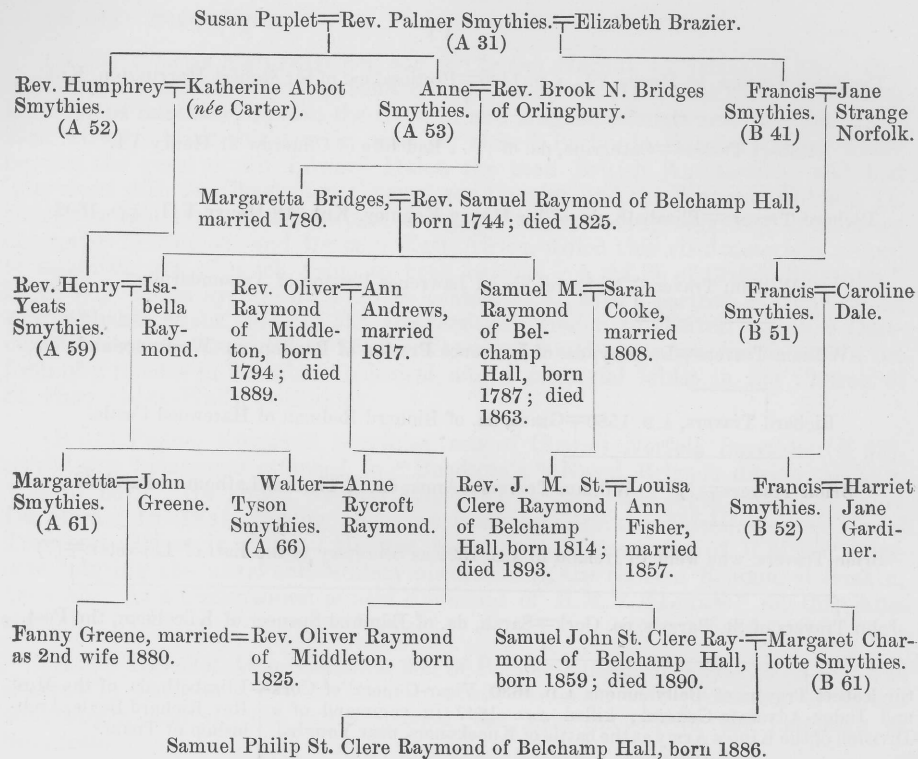 Susan Puplet=Rev. Palmer Smythies.=Elizabeth Brazier.
(A 31)
Rev. Humphrey=Katherine Abbot
Smythies. (née Carter).
(A 52)
Anne=Rev. Brook N. Bridges
Smythies. of Orlingbury.
(A 53)
Francis=Jane
Smythies. Strange
(B 41) Norfolk.
Margaretta Bridges,=Rev. Samuel Raymond of Belchamp Hall,
married 1780. born 1744; died 1825.
Rev. Henry=Isa-
Yeats bella
Smythies. Ray-
(A 59) mond.
Rev. Oliver=Ann
Raymond Andrews,
of Middle- married
ton, born 1817.
1794; died
1889.
Samuel M.=Sarah
Raymond Cooke,
of Bel- married
champ 1808.
Hall, born
1787; died
1863.
Francis=Caroline
Smythies. Dale.
(B 51)
Margaretta=John
Smythies. Greene.
(A 61)
Walter=Anne
Tyson Rycroft
Smythies. Raymond.
(A 66)
Rev. J. M. St.=Louisa
Clere Raymond Ann
of Belchamp Fisher,
Hall, born 1814; married
died 1893. 1857.
Francis=Harriet
Smythies. Jane
(B 52) Gardi-
ner.
Fanny Greene, married=Rev. Oliver Raymond
as 2nd wife 1880. of Middleton, born
1825.
Samuel John St. Clere Ray-=Margaret Char-
mond of Belchamp Hall, lotte Smythies.
born 1859; died 1890. (B 61)
Samuel Philip St. Clere Raymond of Belchamp Hall, born 1886.